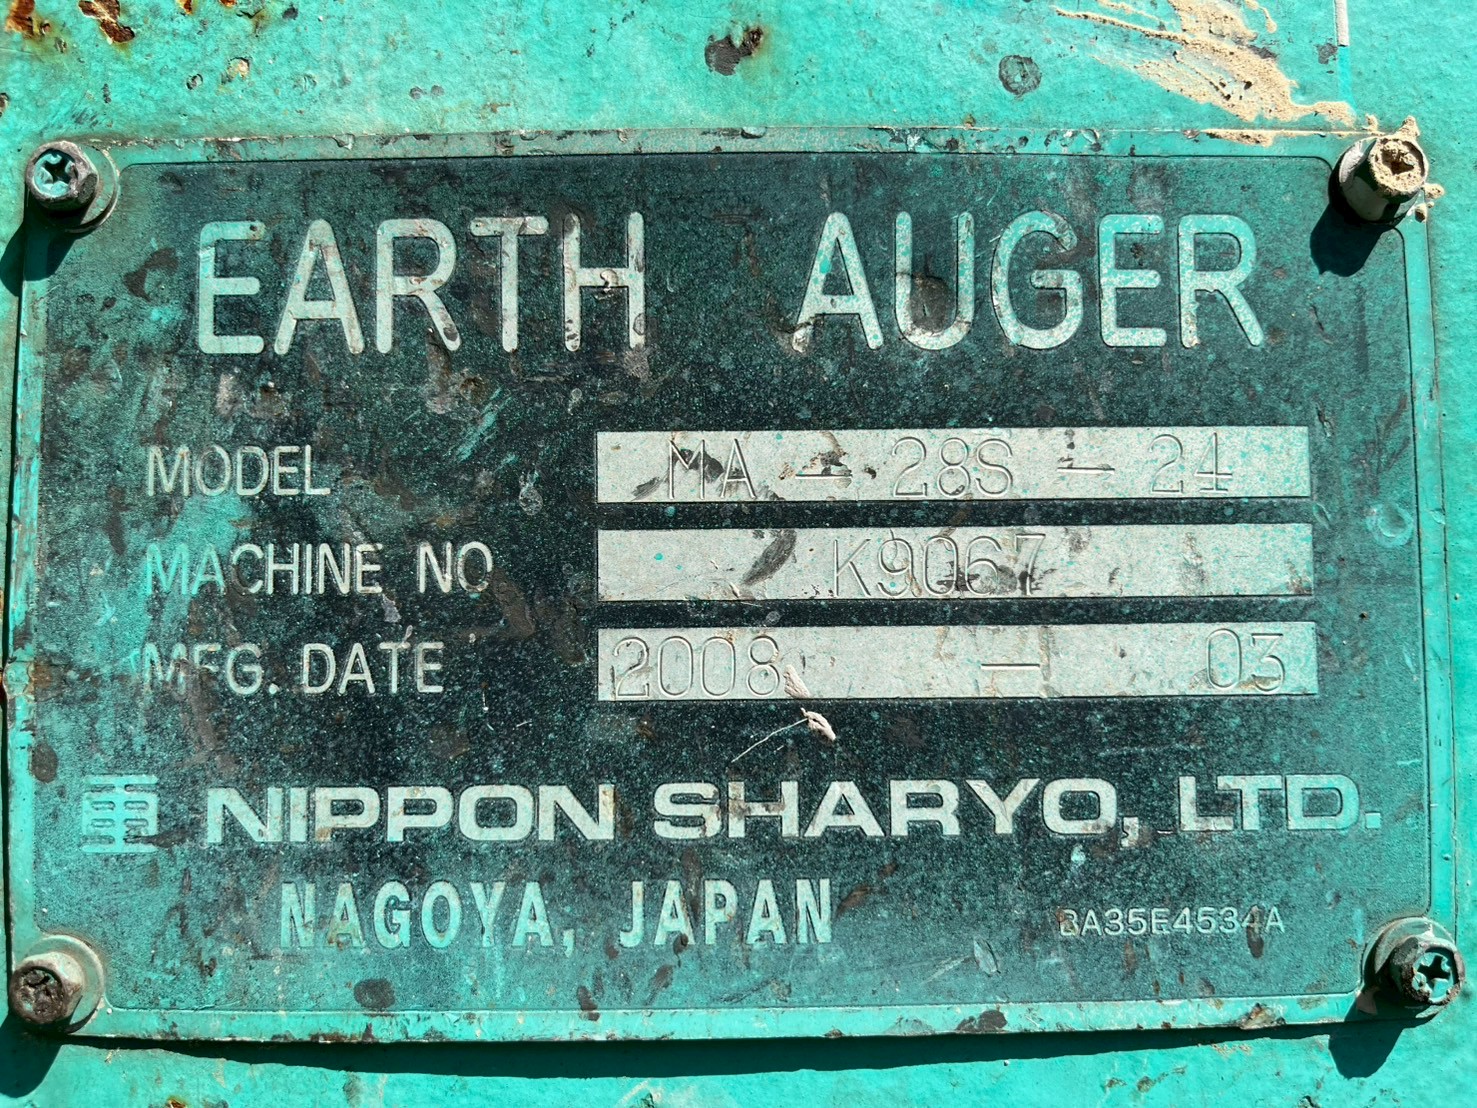 EARTH AUGER
MODEL MA-28S-24
MACHINE NO K9067
MFG. DATE 2008-03
NIPPON SHARYO, LTD.
NAGOYA, JAPAN
BA35E4534A